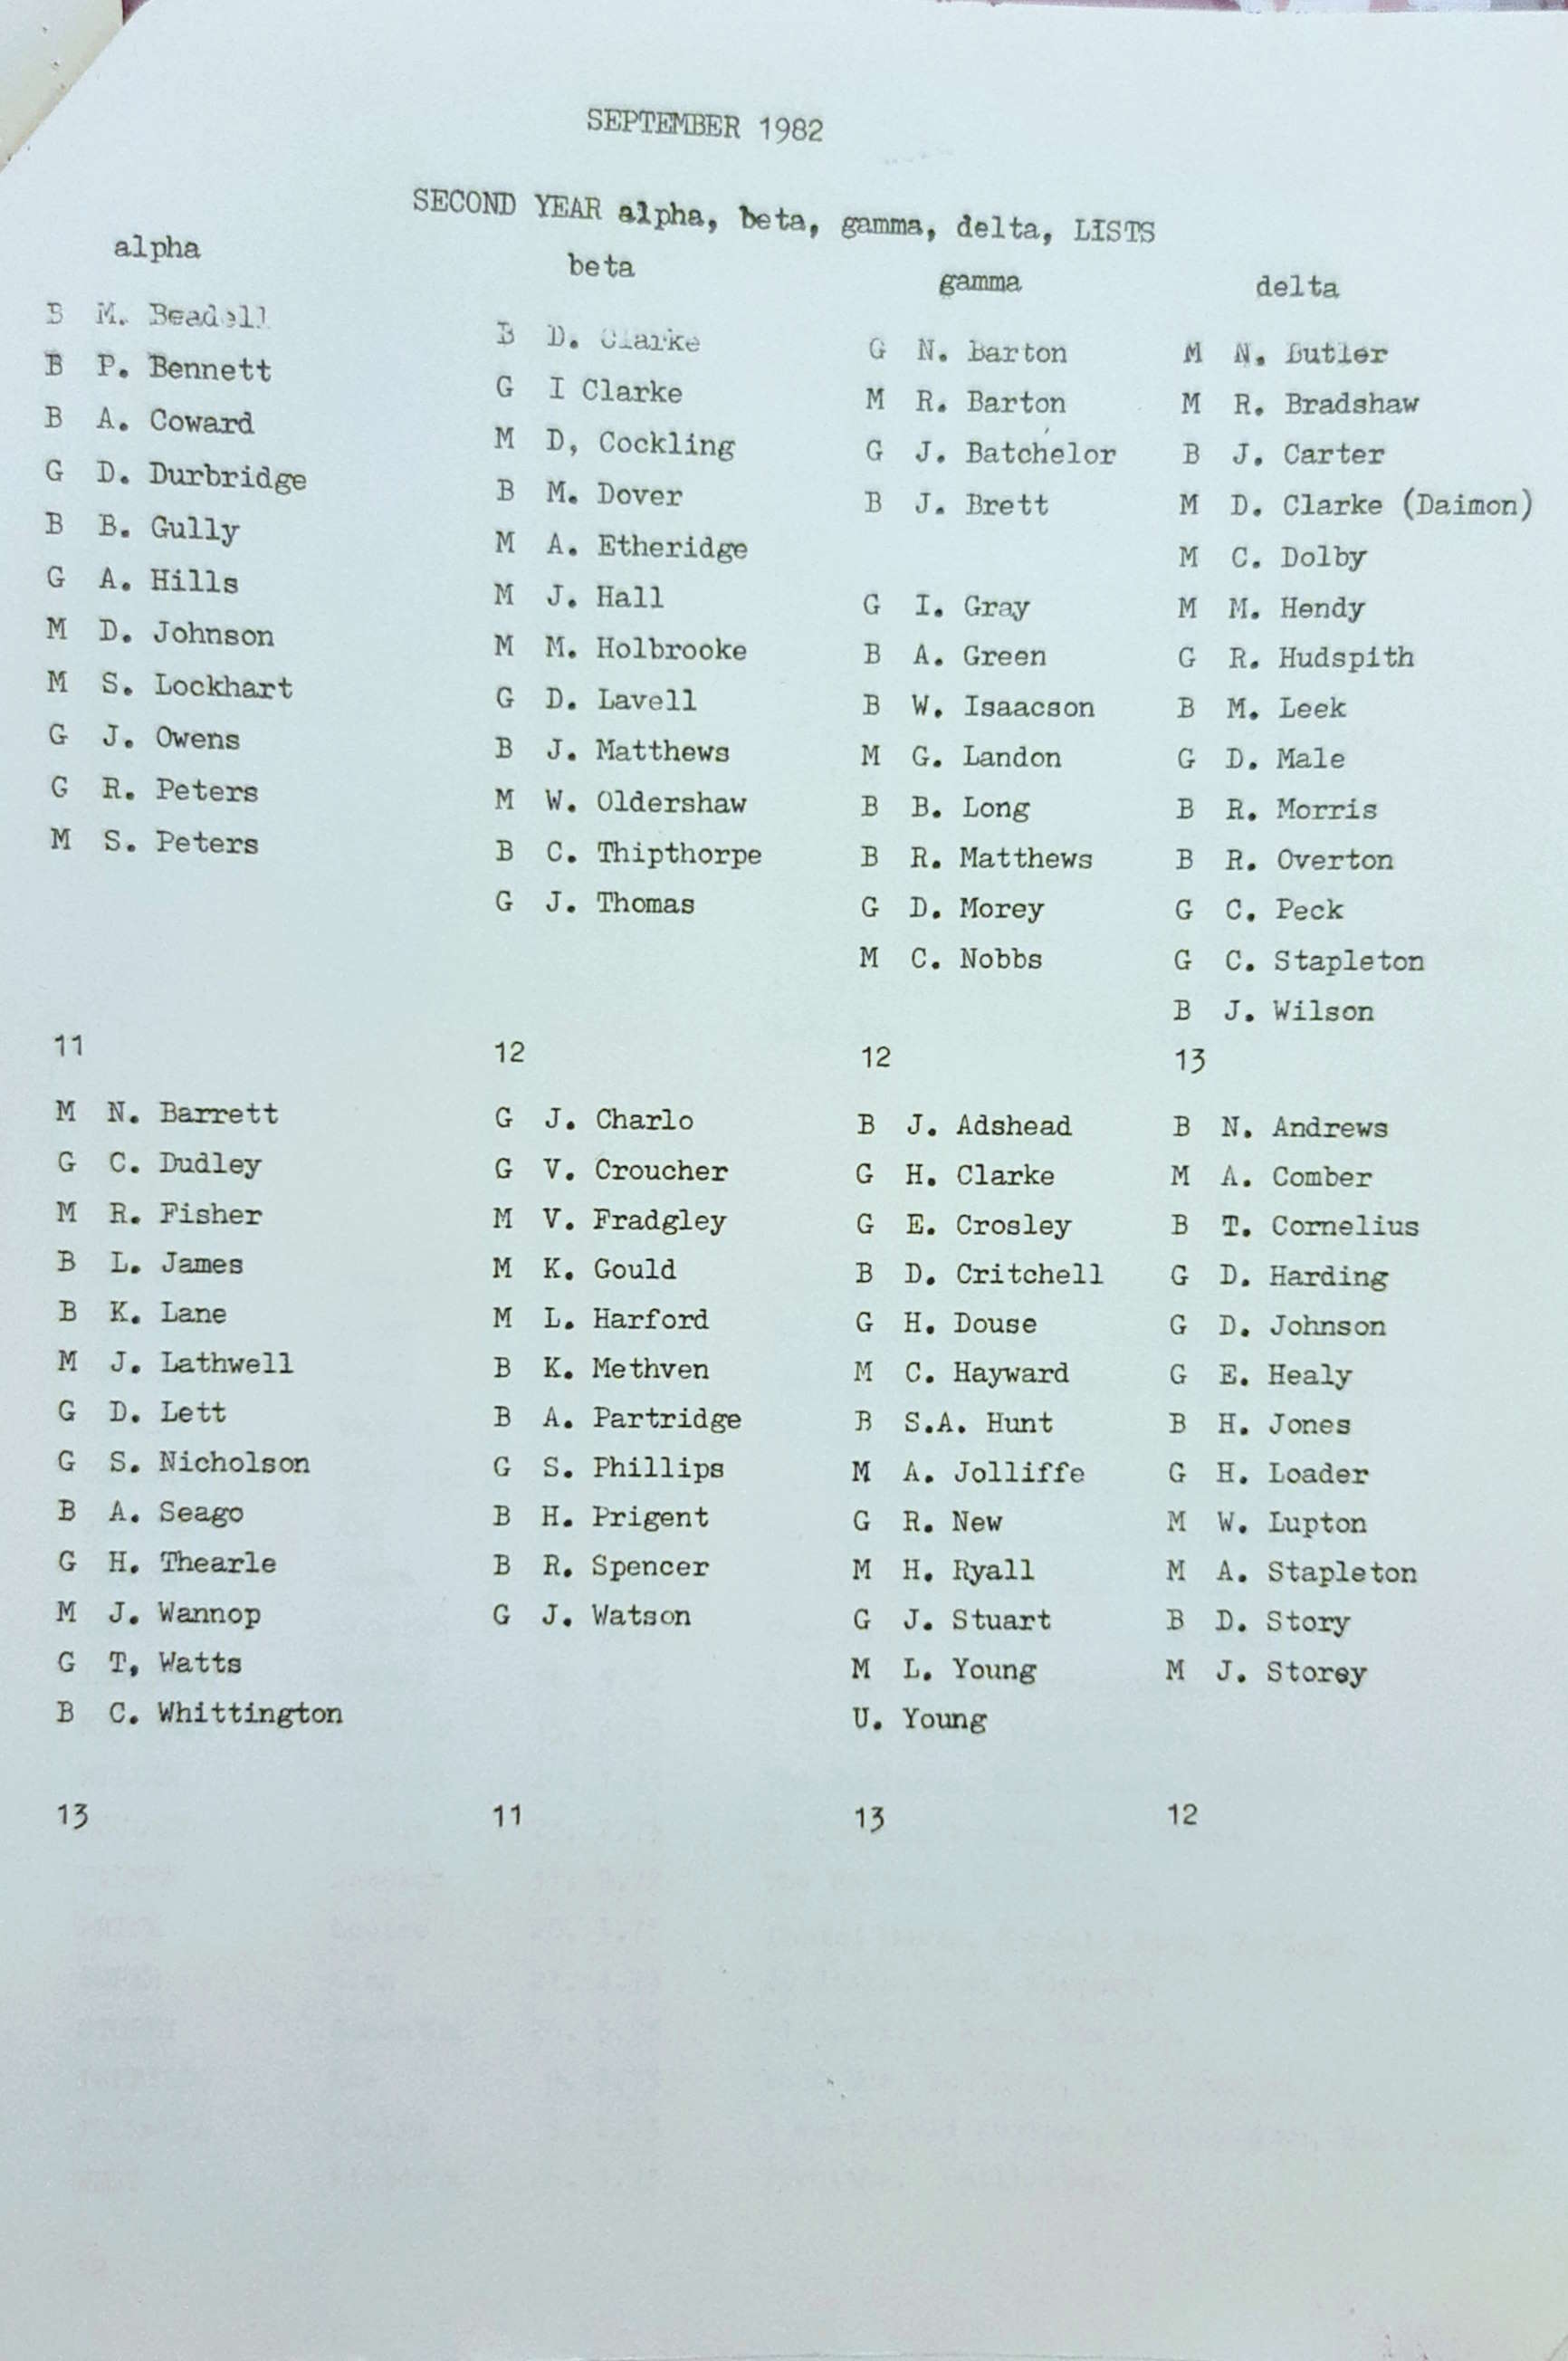 SEPTEMBER 1982
SECOND YEAR alpha, beta, gamma, delta, LISTS
alpha
B M. Beadell
B P. Bennett
B A. Coward
G D. Durbridge
B B. Gully
G A. Hills
M D. Johnson
M S. Lockhart
G J. Owens
G R. Peters
M S. Peters
11
M N. Barrett
G C. Dudley
M R. Fisher
B L. James
B K. Lane
M J. Lathwell
G D. Lett
G S. Nicholson
B A. Seago
G H. Thearle
M J. Wannop
G T, Watts
B C. Whittington
13
beta
B D. Clarke
G I Clarke
M D, Cockling
B M. Dover
M A. Etheridge
M J. Hall
M M. Holbrooke
G D. Lavell
B J. Matthews
M W. Oldershaw
B C. Thipthorpe
G J. Thomas
12
G J. Charlo
G V. Croucher
M V. Fradgley
M K. Gould
M L. Harford
B K. Methven
B A. Partridge
G S. Phillips
B H. Prigent
B R. Spencer
G J. Watson
11
gamma
G N. Barton
M R. Barton
G J. Batchelor
B J. Brett
G I. Gray
B A. Green
B W. Isaacson
M G. Landon
B B. Long
B R. Matthews
G D. Morey
M C. Nobbs
12
B J. Adshead
G H. Clarke
G E. Crosley
B D. Critchell
G H. Douse
M C. Hayward
B S.A. Hunt
M A. Jolliffe
G R. New
M H. Ryall
G J. Stuart
M L. Young
U. Young
13
delta
M N. Butler
M R. Bradshaw
B J. Carter
M D. Clarke (Daimon)
M C. Dolby
M M. Hendy
G R. Hudspith
B M. Leek
G D. Male
B R. Morris
B R. Overton
G C. Peck
G C. Stapleton
B J. Wilson
13
B N. Andrews
M A. Comber
B T. Cornelius
G D. Harding
G D. Johnson
G E. Healy
B H. Jones
G H. Loader
M W. Lupton
M A. Stapleton
B D. Story
M J. Storey
12